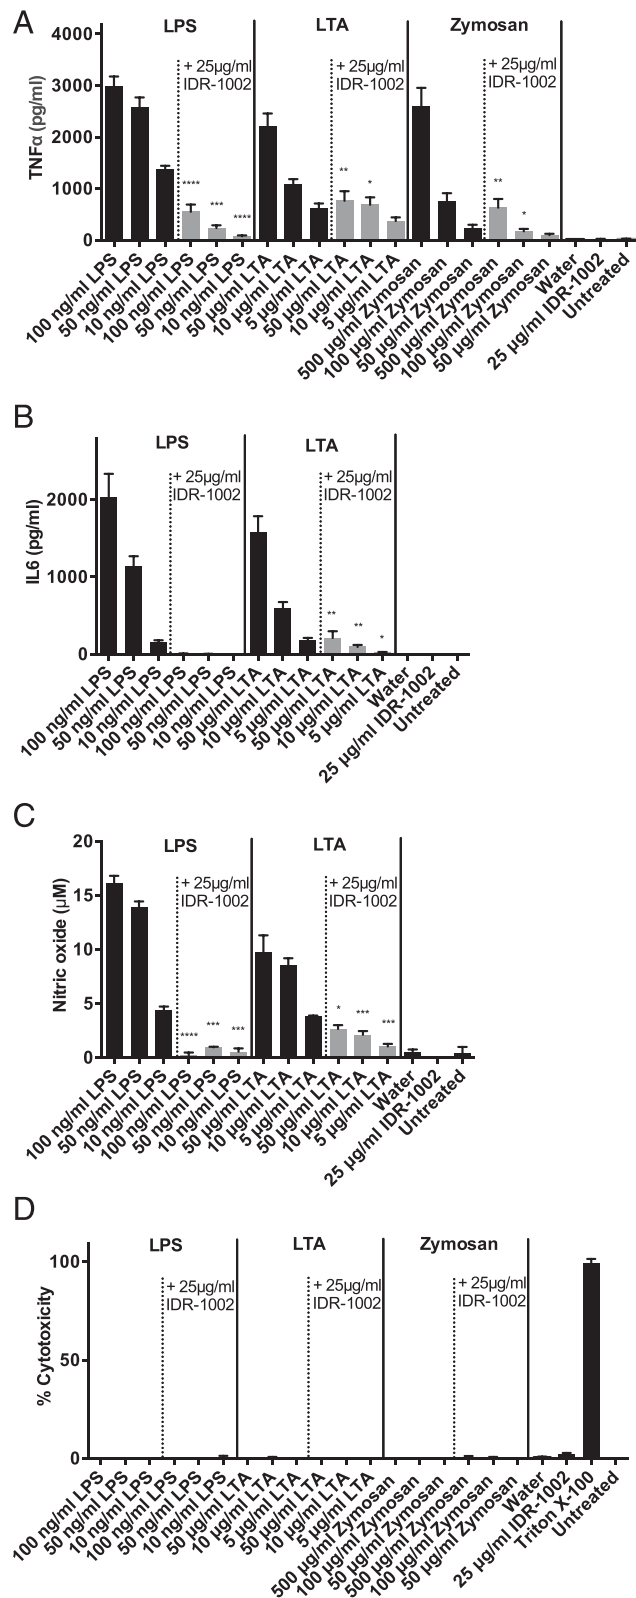 A
LPS
LTA
Zymosan
+ 25µg/ml
IDR-1002
+ 25µg/ml
IDR-1002
+ 25µg/ml
IDR-1002
TNFα (pg/ml)
4000
3000
2000
1000
0
****
***
****
**
*
**
*
100 ng/ml LPS
50 ng/ml LPS
10 ng/ml LPS
100 ng/ml LPS
50 ng/ml LPS
10 ng/ml LPS
50 µg/ml LTA
10 µg/ml LTA
5 µg/ml LTA
50 µg/ml LTA
10 µg/ml LTA
5 µg/ml LTA
500 µg/ml Zymosan
100 µg/ml Zymosan
50 µg/ml Zymosan
500 µg/ml Zymosan
100 µg/ml Zymosan
50 µg/ml Zymosan
Water
25 µg/ml IDR-1002
Untreated
B
LPS
LTA
+ 25µg/ml
IDR-1002
+ 25µg/ml
IDR-1002
IL6 (pg/ml)
2000
1000
0
**
**
*
100 ng/ml LPS
50 ng/ml LPS
10 ng/ml LPS
100 ng/ml LPS
50 ng/ml LPS
10 ng/ml LPS
50 µg/ml LTA
10 µg/ml LTA
5 µg/ml LTA
50 µg/ml LTA
10 µg/ml LTA
5 µg/ml LTA
Water
25 µg/ml IDR-1002
Untreated
C
LPS
LTA
+ 25µg/ml
IDR-1002
+ 25µg/ml
IDR-1002
Nitric oxide (µM)
20
15
10
5
0
****
***
***
*
***
***
100 ng/ml LPS
50 ng/ml LPS
10 ng/ml LPS
100 ng/ml LPS
50 ng/ml LPS
10 ng/ml LPS
50 µg/ml LTA
10 µg/ml LTA
5 µg/ml LTA
50 µg/ml LTA
10 µg/ml LTA
5 µg/ml LTA
Water
25 µg/ml IDR-1002
Untreated
D
LPS
LTA
Zymosan
+ 25µg/ml
IDR-1002
+ 25µg/ml
IDR-1002
+ 25µg/ml
IDR-1002
% Cytotoxicity
100
50
0
100 ng/ml LPS
50 ng/ml LPS
10 ng/ml LPS
100 ng/ml LPS
50 ng/ml LPS
10 ng/ml LPS
50 µg/ml LTA
10 µg/ml LTA
5 µg/ml LTA
50 µg/ml LTA
10 µg/ml LTA
5 µg/ml LTA
500 µg/ml Zymosan
100 µg/ml Zymosan
50 µg/ml Zymosan
500 µg/ml Zymosan
100 µg/ml Zymosan
50 µg/ml Zymosan
Water
25 µg/ml IDR-1002
Triton X-100
Untreated